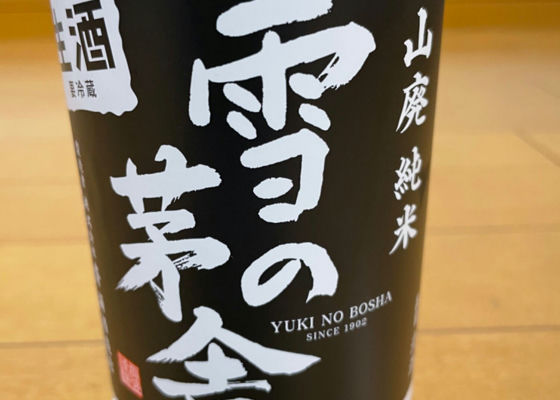 山廃 純米
雪の
茅舎
YUKI NO BOSHA
SINCE 1902
生酒
要冷蔵